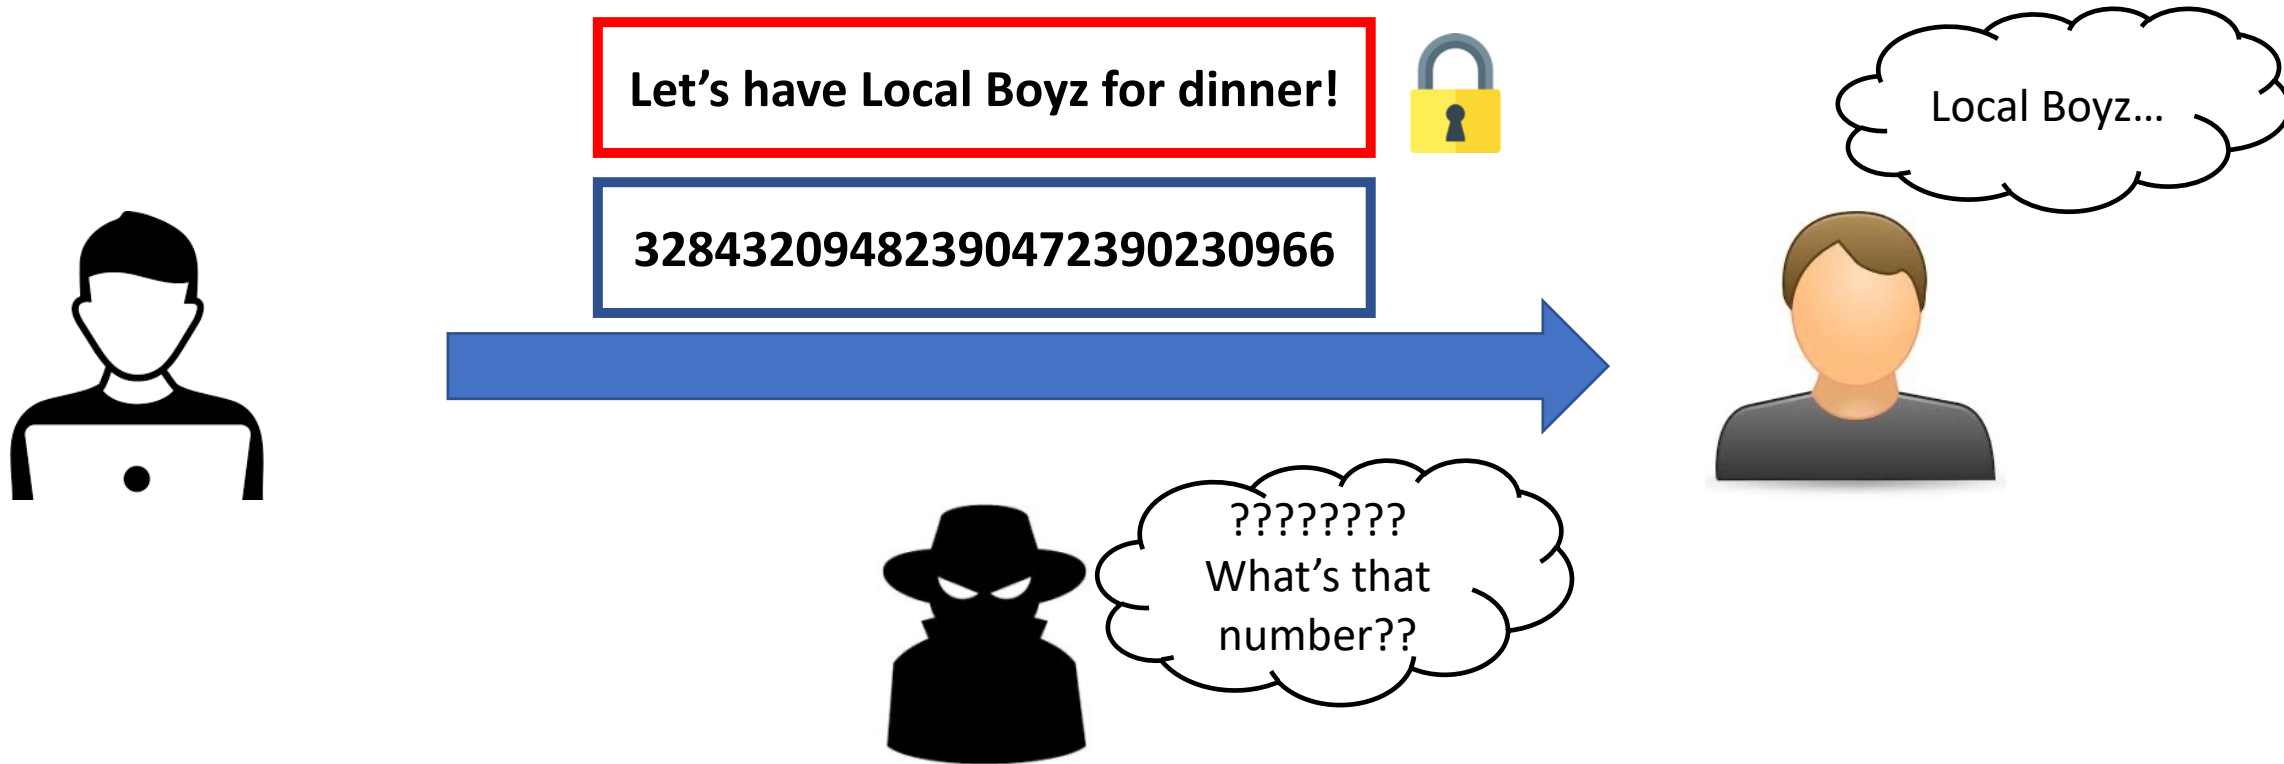 Let’s have Local Boyz for dinner!
Local Boyz...
32843209482390472390230966
????????
What’s that
number??